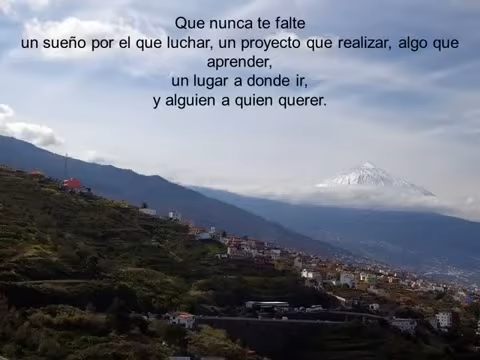 Que nunca te falte
un sueño por el que luchar, un proyecto que realizar, algo que
aprender,
un lugar a donde ir,
y alguien a quien querer.